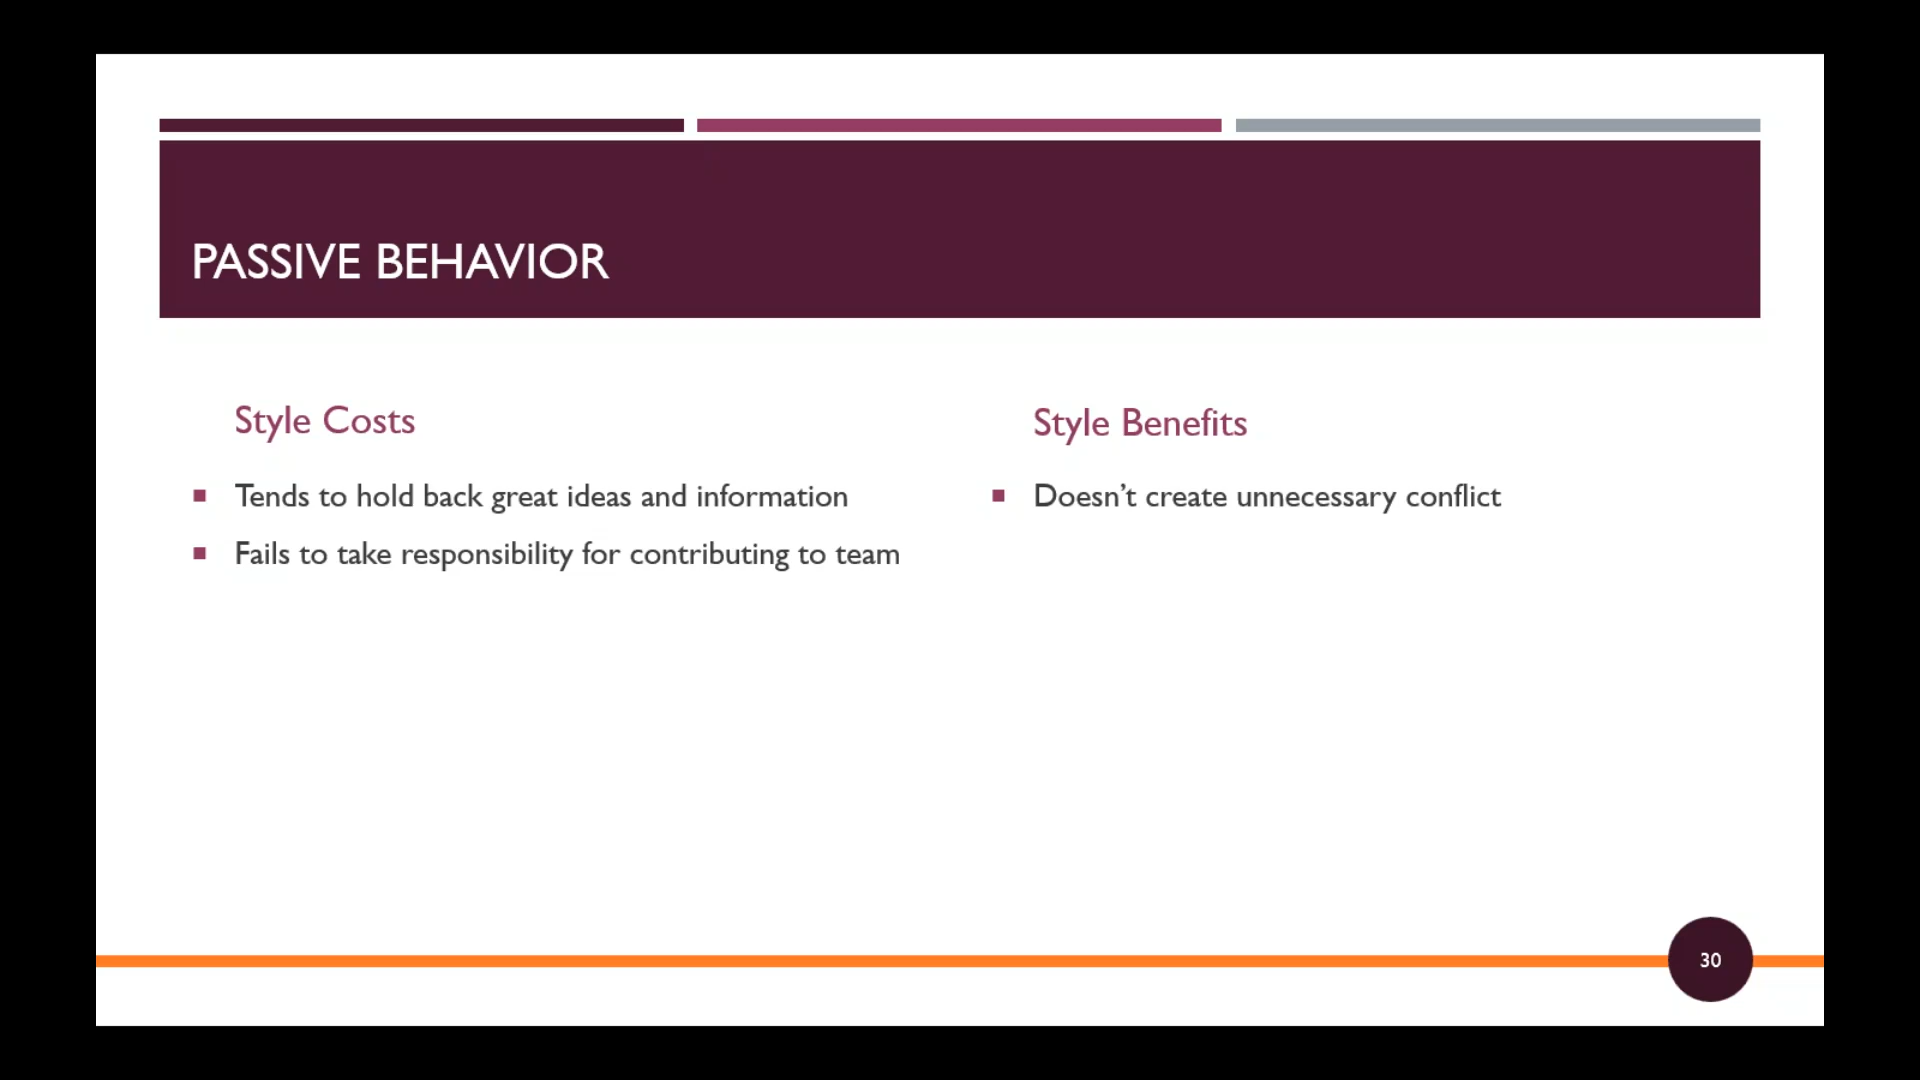 PASSIVE BEHAVIOR
Style Costs
Tends to hold back great ideas and information
Fails to take responsibility for contributing to team
Style Benefits
Doesn’t create unnecessary conflict
30